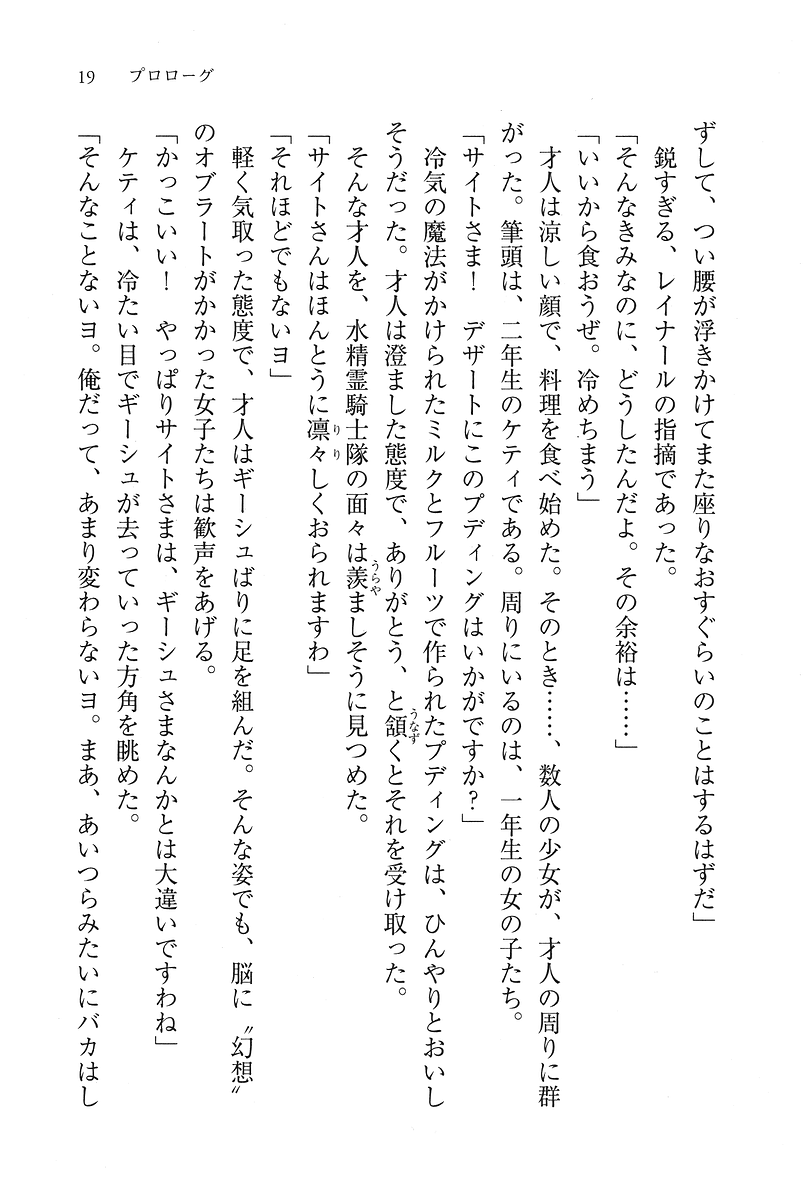 19　プロローグ
ずして、つい腰が浮きかけてまた座りなおすぐらいのことはするはずだ」
　鋭すぎる、レイナールの指摘であった。
「そんなきみなのに、どうしたんだよ。その余裕は……」
「いいから食おうぜ。冷めちまう」
　才人は涼しい顔で、料理を食べ始めた。そのとき……、数人の少女が、才人の周りに群
がった。筆頭は、二年生のケティである。周りにいるのは、一年生の女の子たち。
「サイトさま！　デザートにこのプディングはいかがですか？」
　冷気の魔法がかけられたミルクとフルーツで作られたプディングは、ひんやりとおいし
そうだった。才人は澄ました態度で、ありがとう、と頷くとそれを受け取った。
　そんな才人を、水精霊騎士隊の面々は羨ましそうに見つめた。
「サイトさんはほんとうに凛々しくおられますわ」
「それほどでもないヨ」
　軽く気取った態度で、才人はギーシュばりに足を組んだ。そんな姿でも、脳に〝幻想〟
のオブラートがかかった女子たちは歓声をあげる。
「かっこいい！　やっぱりサイトさまは、ギーシュさまなんかとは大違いですわね」
　ケティは、冷たい目でギーシュが去っていった方角を眺めた。
「そんなことないヨ。俺だって、あまり変わらないヨ。まあ、あいつらみたいにバカはし